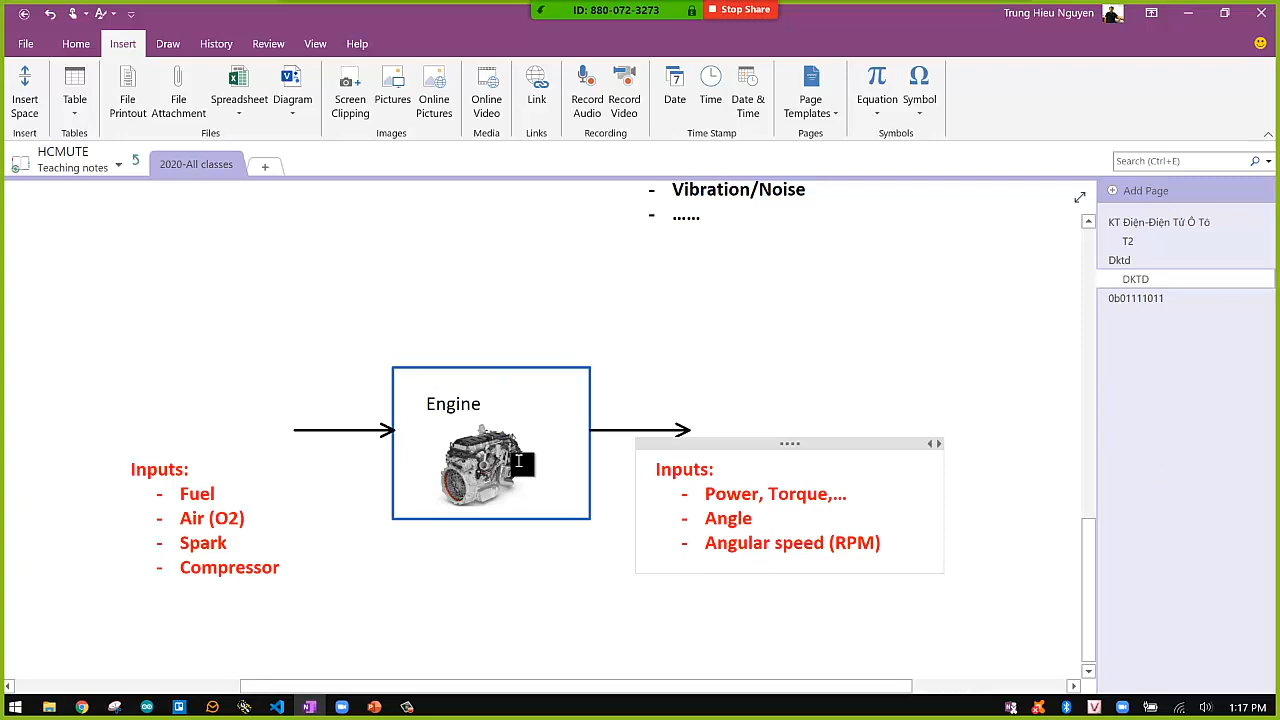 ID: 880-072-3273
Stop Share
Trung Hieu Nguyen
File
Home
Insert
Draw
History
Review
View
Help
Insert Space
Table
File Printout
File Attachment
Spreadsheet
Diagram
Screen Clipping
Pictures
Online Pictures
Online Video
Link
Record Audio
Record Video
Date
Time
Date & Time
Page Templates
Equation
Symbol
Insert
Tables
Files
Images
Media
Links
Recording
Time Stamp
Pages
Symbols
HCMUTE
Teaching notes
2020-All classes
+
Search (Ctrl+E)
Add Page
KT Điện-Điện Tử Ô Tô
T2
Dktd
DKTD
0b01111011
- Vibration/Noise
- ......
Engine
Inputs:
- Fuel
- Air (O2)
- Spark
- Compressor
Inputs:
- Power, Torque,...
- Angle
- Angular speed (RPM)
1:17 PM